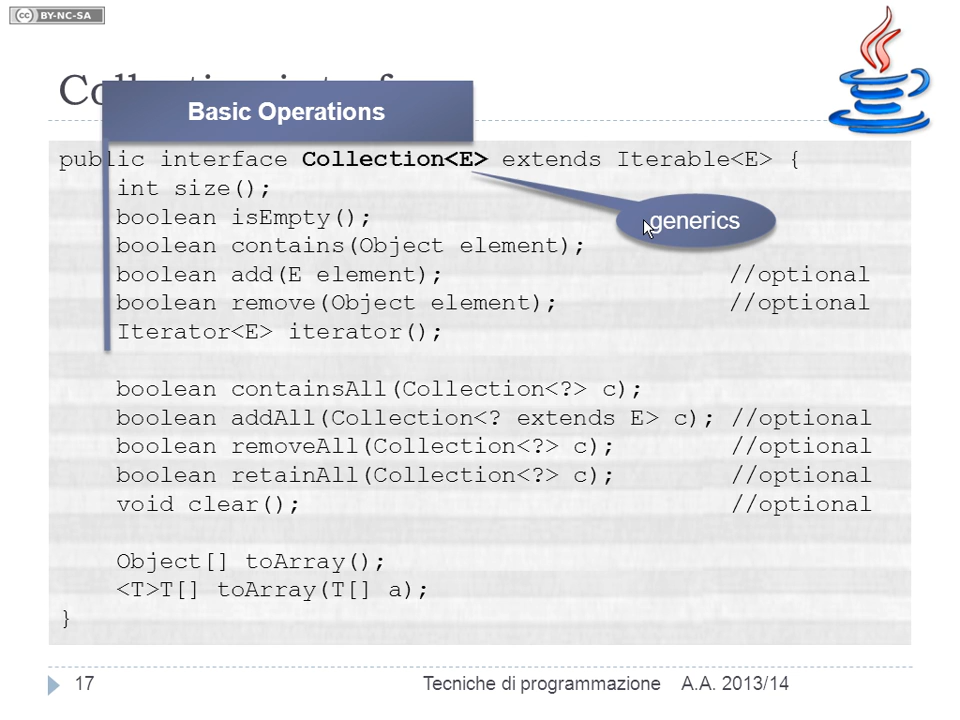 BY-NC-SA
Basic Operations
public interface Collection<E> extends Iterable<E> {
int size();
boolean isEmpty();
generics
boolean contains(Object element);
boolean add(E element); //optional
boolean remove(Object element); //optional
Iterator<E> iterator();
boolean containsAll(Collection<?> c);
boolean addAll(Collection<? extends E> c); //optional
boolean removeAll(Collection<?> c); //optional
boolean retainAll(Collection<?> c); //optional
void clear(); //optional
Object[] toArray();
<T>T[] toArray(T[] a);
}
17
Tecniche di programmazione A.A. 2013/14